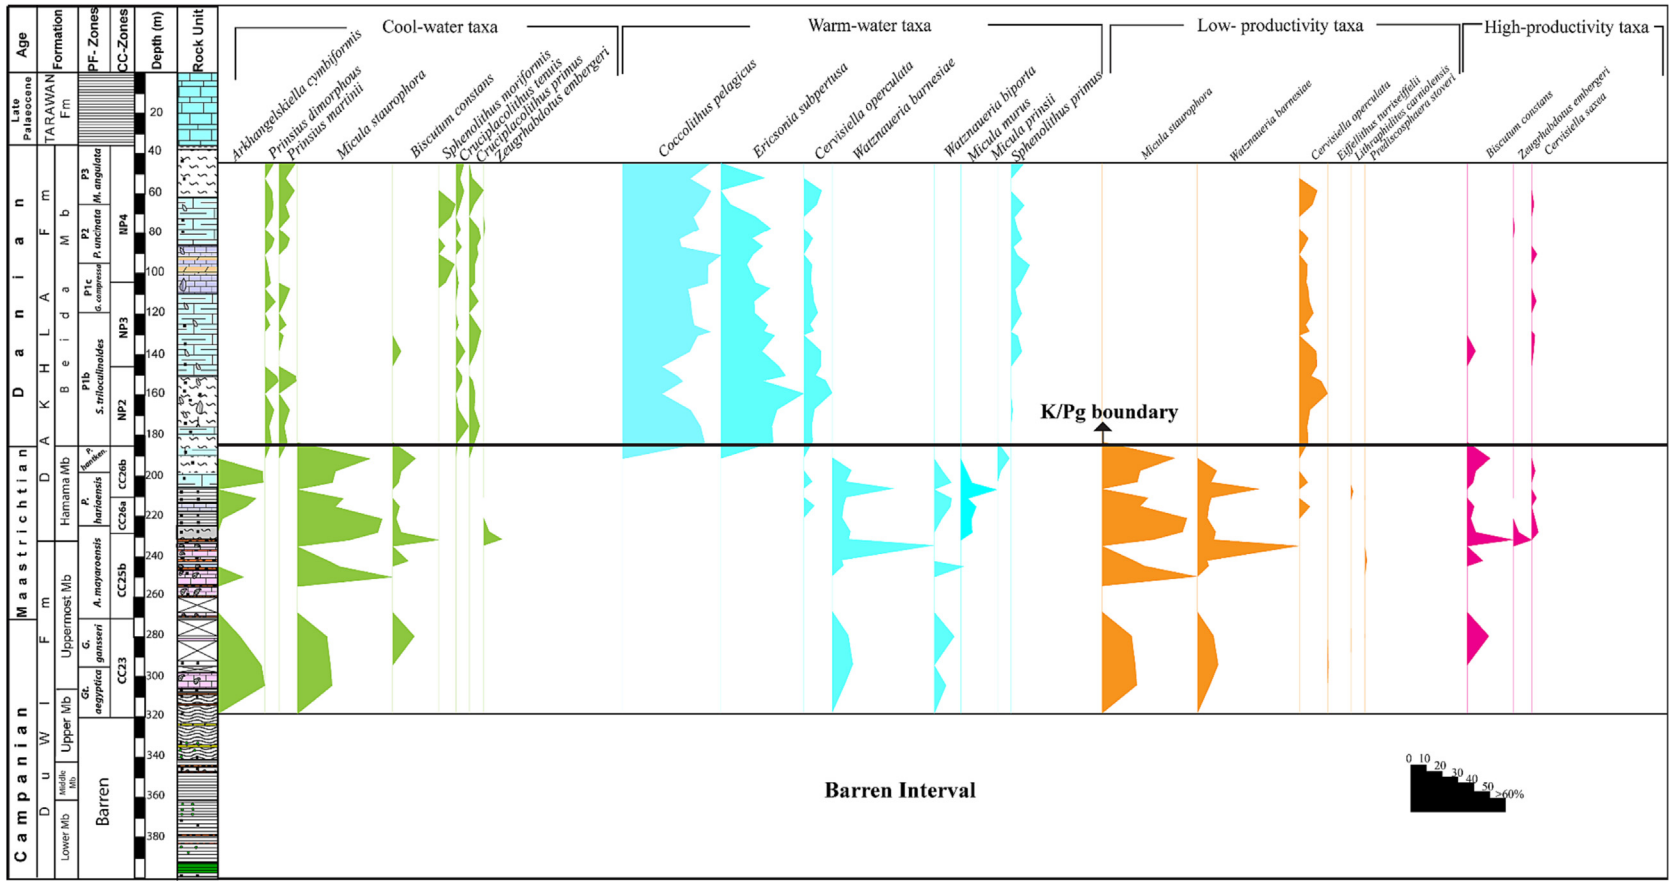 Age
Formation
PF- Zones
CC-Zones
Depth (m)
Rock Unit
Cool-water taxa
Warm-water taxa
Low- productivity taxa
High-productivity taxa
Arkhangelskiella cymbiformis
Prinsius dimorphous
Prinsius martinii
Micula staurophora
Biscutum constans
Sphenolithus moriformis
Cruciplacolithus tenuis
Cruciplacolithus primus
Zeugrhabdotus embergeri
Coccolithus pelagicus
Ericsonia subpertusa
Cervisiella operculata
Watznaueria barnesiae
Watznaueria biporta
Micula murus
Micula prinsii
Sphenolithus primus
Micula staurophora
Watznaueria barnesiae
Cervisiella operculata
Eiffellithus turriseiffelii
Lithraphidites carniolensis
Prediscosphaera stoveri
Biscutum constans
Zeugrhabdotus embergeri
Cervisiella saxea
Late
Palaeocene
Danian
Maastrichtian
Campanian
TARAWAN
Fm
DAKHLA Fm
Beida Mb
Hamama Mb
Duwi Fm
Uppermost Mb
Upper Mb
Middle
Mb
Lower Mb
P3
M. angulata
P2
P. uncinata
P1c
G. compressa
P1b
S. triloculinoides
P.
hantken.
P.
hariaensis
A. mayaroensis
G.
gansseri
Gt.
aegyptica
Barren
NP4
NP3
NP2
CC26b
CC26a
CC25b
CC23
20
40
60
80
100
120
140
160
180
200
220
240
260
280
300
320
340
360
380
K/Pg boundary
Barren Interval
0 10 20 30 40 50 >60%